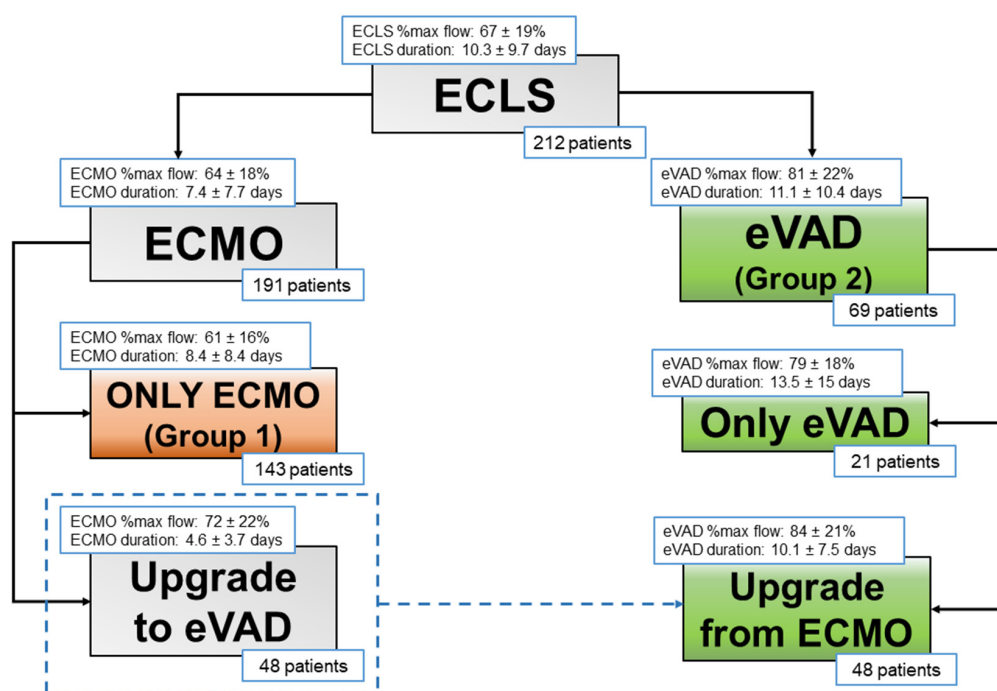 ECLS %max flow: 67 ± 19%
ECLS duration: 10.3 ± 9.7 days
ECLS
212 patients
ECMO %max flow: 64 ± 18%
ECMO duration: 7.4 ± 7.7 days
ECMO
191 patients
eVAD %max flow: 81 ± 22%
eVAD duration: 11.1 ± 10.4 days
eVAD
(Group 2)
69 patients
ECMO %max flow: 61 ± 16%
ECMO duration: 8.4 ± 8.4 days
ONLY ECMO
(Group 1)
143 patients
eVAD %max flow: 79 ± 18%
eVAD duration: 13.5 ± 15 days
Only eVAD
21 patients
ECMO %max flow: 72 ± 22%
ECMO duration: 4.6 ± 3.7 days
Upgrade
to eVAD
48 patients
eVAD %max flow: 84 ± 21%
eVAD duration: 10.1 ± 7.5 days
Upgrade
from ECMO
48 patients